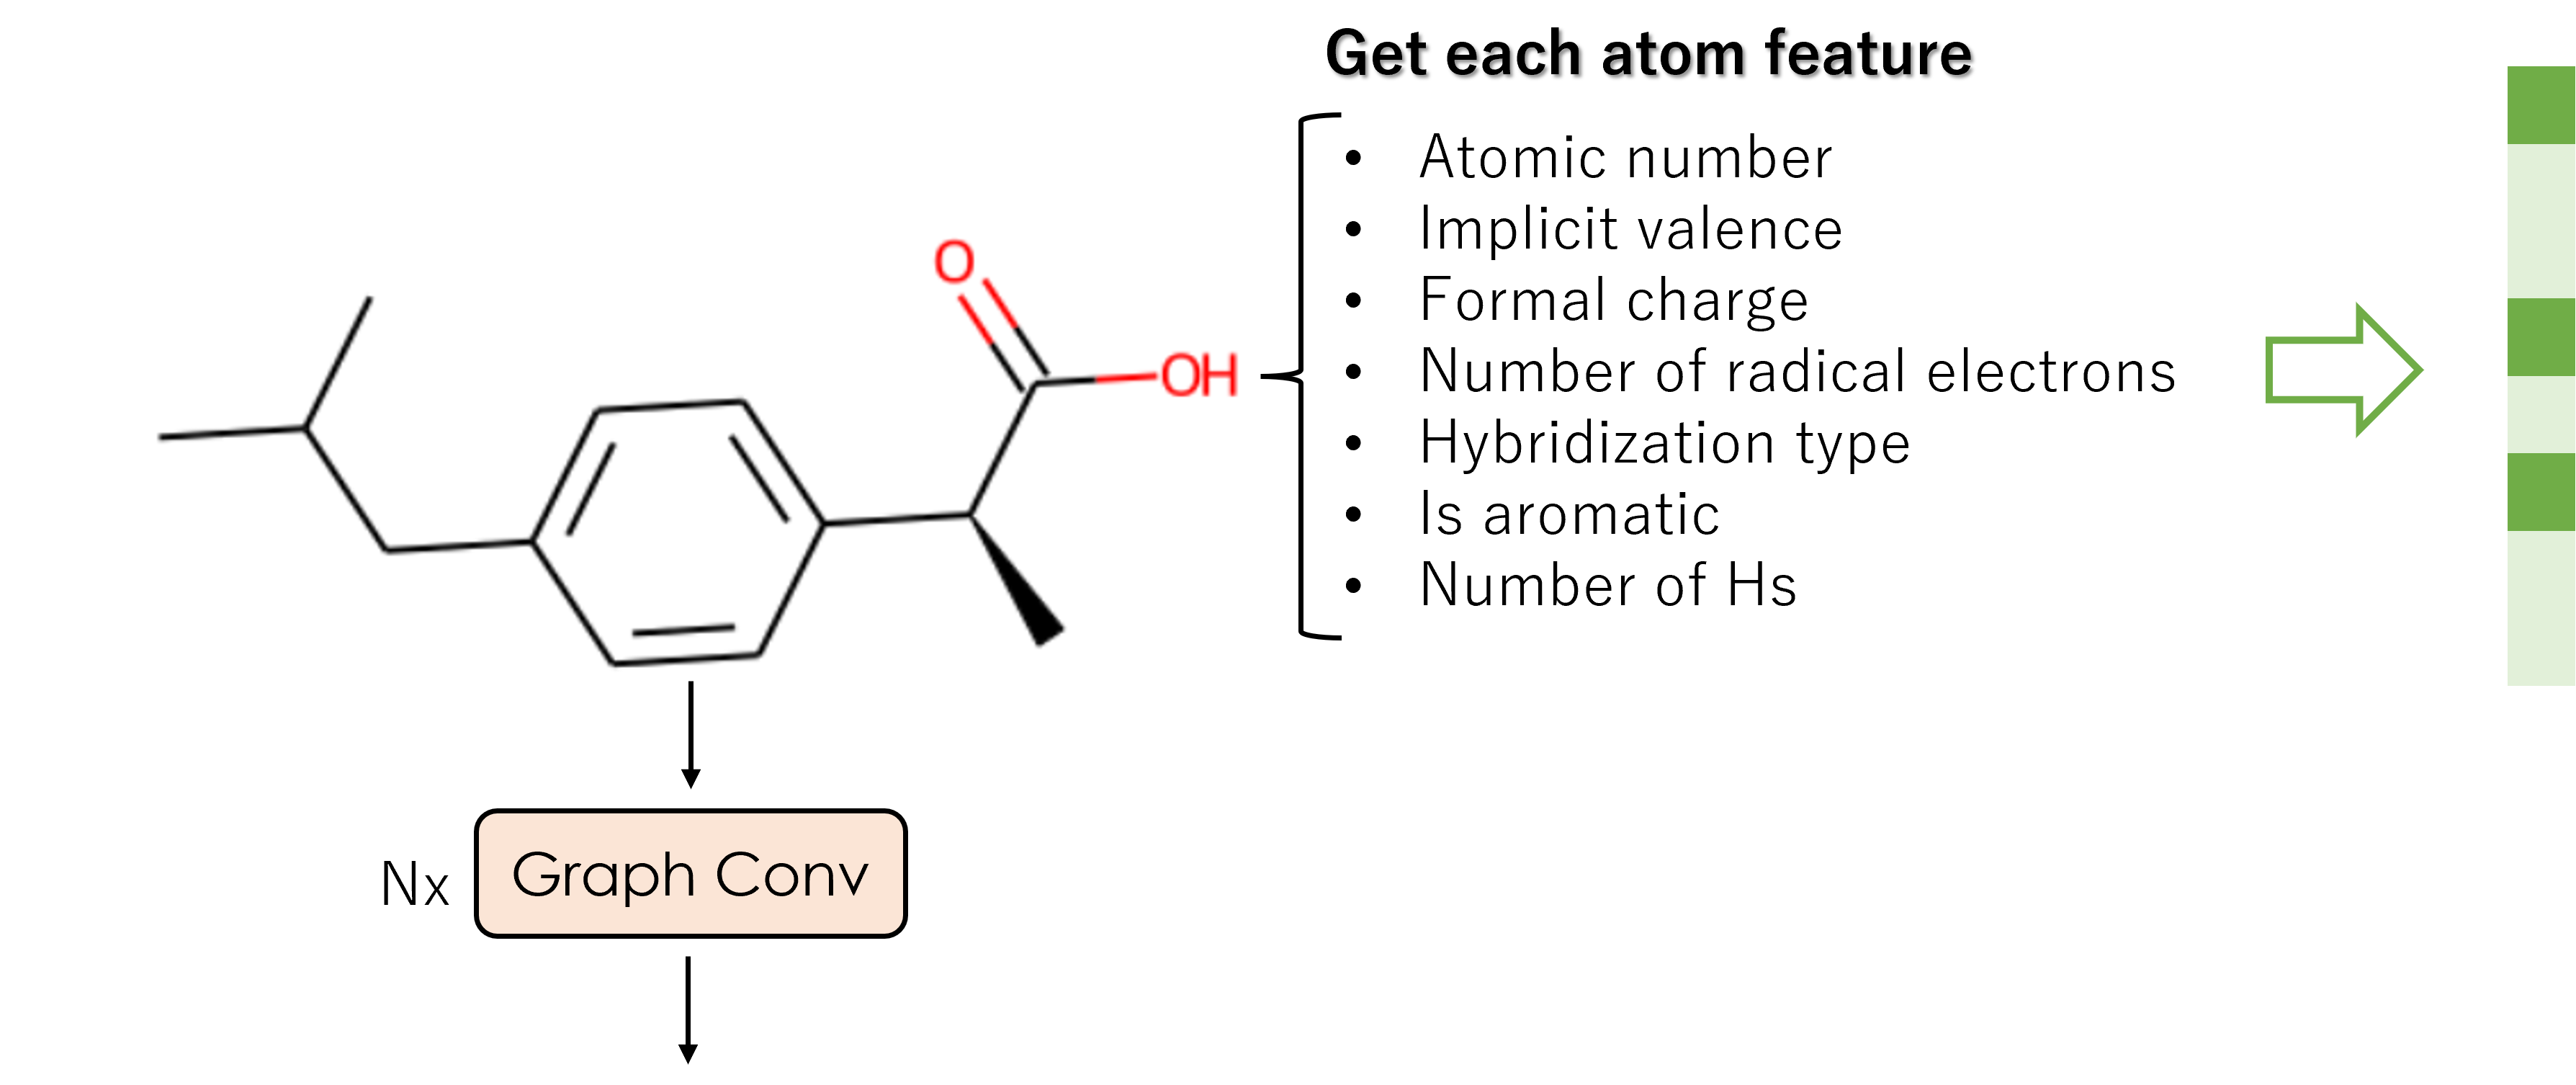 Get each atom feature
• Atomic number
• Implicit valence
• Formal charge
• Number of radical electrons
• Hybridization type
• Is aromatic
• Number of Hs
O
OH
Nx
Graph Conv